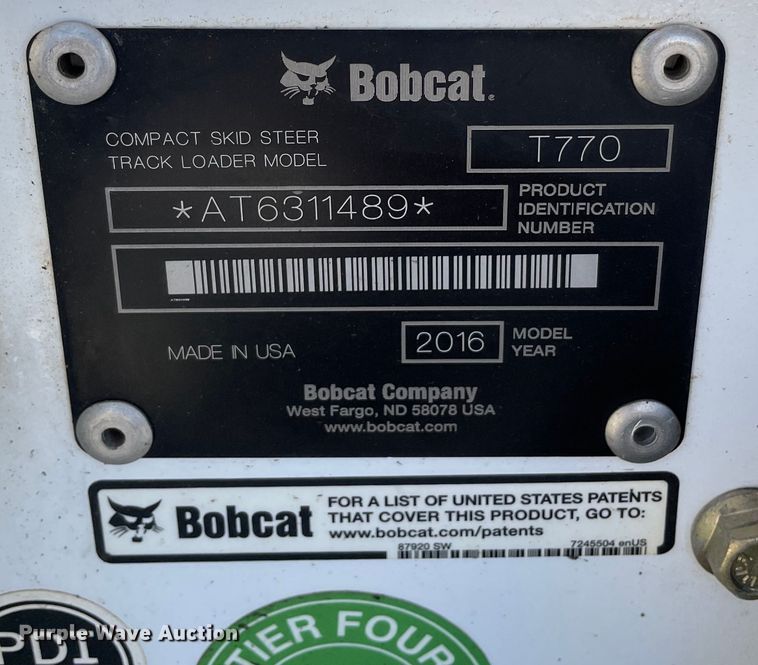 Bobcat®
COMPACT SKID STEER
TRACK LOADER MODEL
T770
*AT6311489*
PRODUCT
IDENTIFICATION
NUMBER
MADE IN USA
2016
MODEL
YEAR
Bobcat Company
West Fargo, ND 58078 USA
www.bobcat.com
Bobcat
FOR A LIST OF UNITED STATES PATENTS
THAT COVER THIS PRODUCT, GO TO:
www.bobcat.com/patents
87920 SW
7245504 enUS
PDI
Purple Wave Auction
TIER FOUR